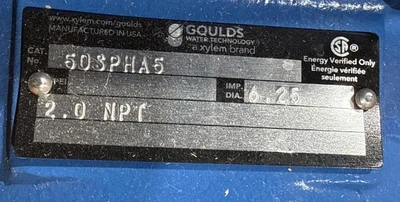 www.xylem.com/goulds
MANUFACTURED IN USA
GOULDS
WATER TECHNOLOGY
a xylem brand
Energy Verified Only
Énergie vérifiée
seulement
CAT.
No. 50SPHA5
IMP.
DIA. 6.25
2.0 NPT